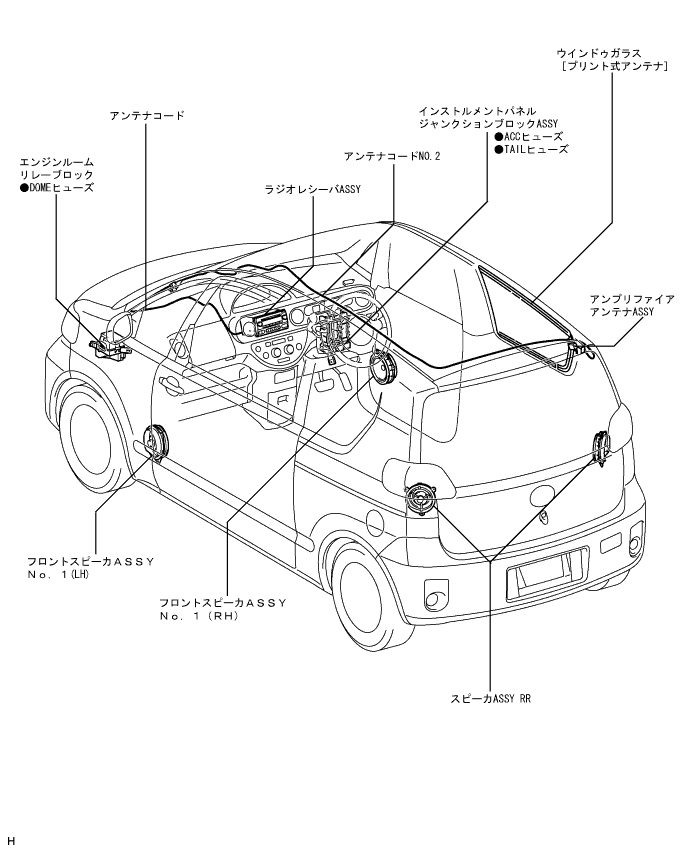 ウインドゥガラス
[プリント式アンテナ]
アンテナコード
インストルメントパネル
ジャンクションブロックASSY
●ACCヒューズ
●TAILヒューズ
アンテナコードNO.2
エンジンルーム
リレーブロック
●DOMEヒューズ
ラジオレシーバASSY
アンプリファイア
アンテナASSY
フロントスピーカＡＳＳＹ
Ｎｏ．１(LH)
フロントスピーカＡＳＳＹ
Ｎｏ．１（ＲＨ）
スピーカASSY RR
H